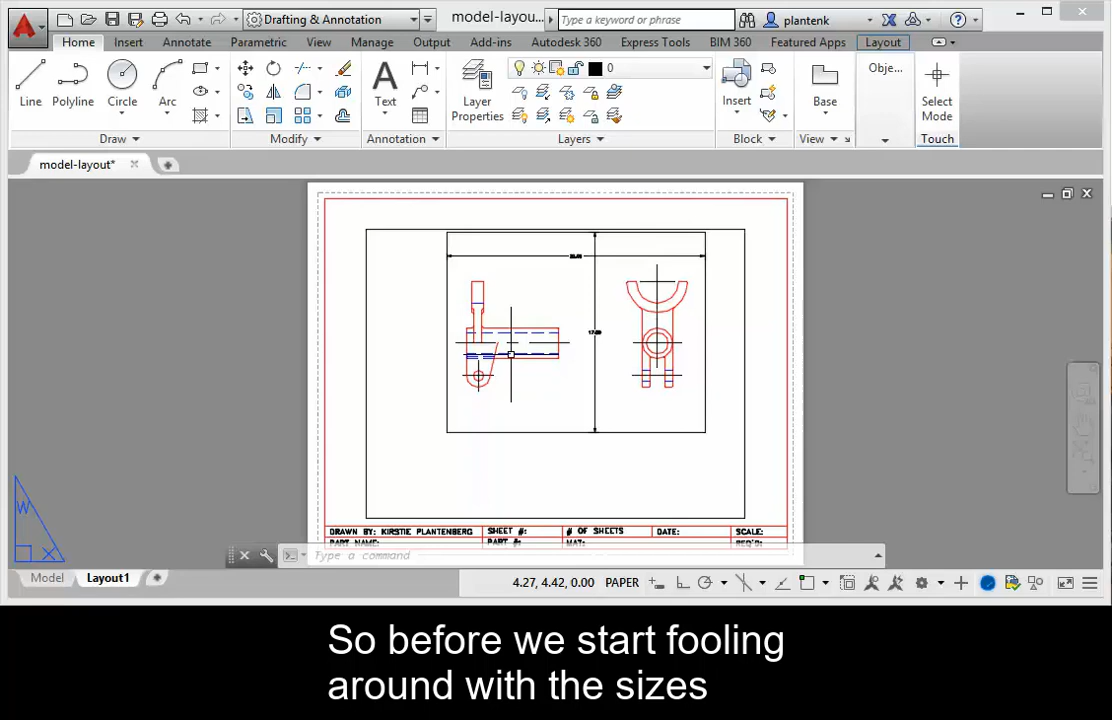 Drafting & Annotation
model-layou...
Type a keyword or phrase
plantenk
Home Insert Annotate Parametric View Manage Output Add-ins Autodesk 360 Express Tools BIM 360 Featured Apps Layout
Line Polyline Circle Arc
Text
Layer Properties
0
Insert
Base
Obje...
Select Mode
Draw Modify Annotation Layers Block View Touch
model-layout*
DRAWN BY: KIRSTIE PLANTENBERG SHEET #: # OF SHEETS DATE: SCALE:
PART NAME: PART #: MAT: REQ'D:
Type a command
W
X
Model Layout1
4.27, 4.42, 0.00 PAPER
So before we start fooling
around with the sizes